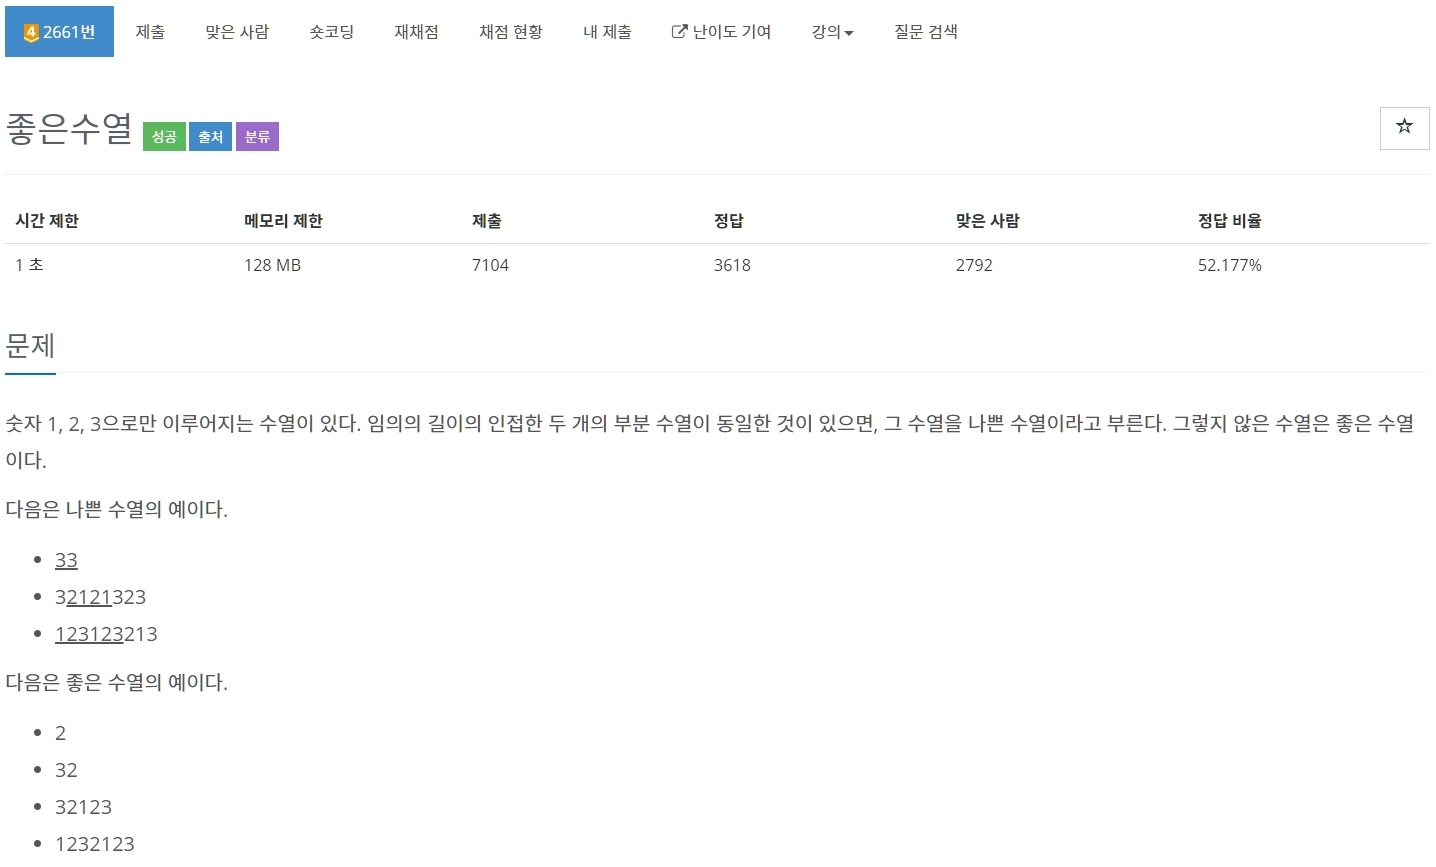 4 2661번 제출 맞은 사람 숏코딩 재채점 채점 현황 내 제출 난이도 기여 강의 질문 검색
좋은수열 성공 출처 분류
시간 제한 메모리 제한 제출 정답 맞은 사람 정답 비율
1 초 128 MB 7104 3618 2792 52.177%
문제
숫자 1, 2, 3으로만 이루어지는 수열이 있다. 임의의 길이의 인접한 두 개의 부분 수열이 동일한 것이 있으면, 그 수열을 나쁜 수열이라고 부른다. 그렇지 않은 수열은 좋은 수열
이다.
다음은 나쁜 수열의 예이다.
33
32121323
123123213
다음은 좋은 수열의 예이다.
2
32
32123
1232123